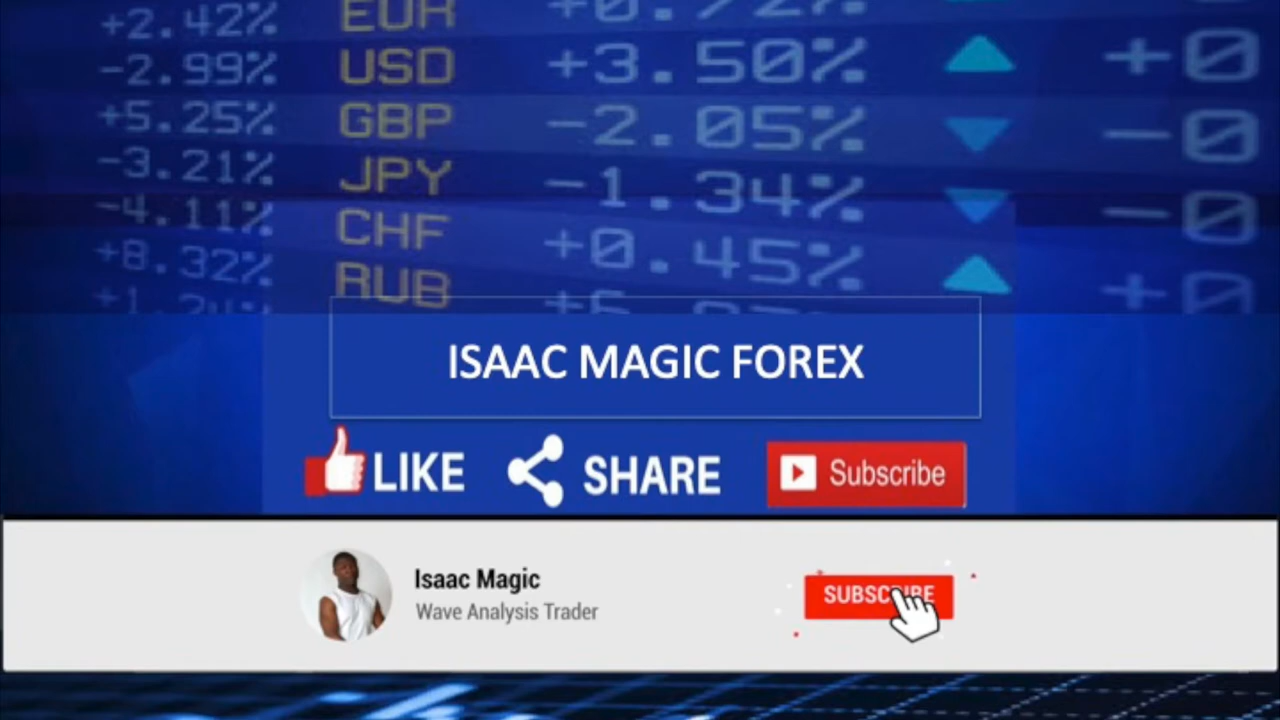 +2.42% EUR +0.72%
-2.99% USD +3.50% +0
+5.25% GBP -2.05% -0
-3.21% JPY -1.34% -0
-4.11% CHF +0.45% +0
+8.32% RUB
ISAAC MAGIC FOREX
LIKE SHARE Subscribe
Isaac Magic
Wave Analysis Trader
SUBSCRIBE